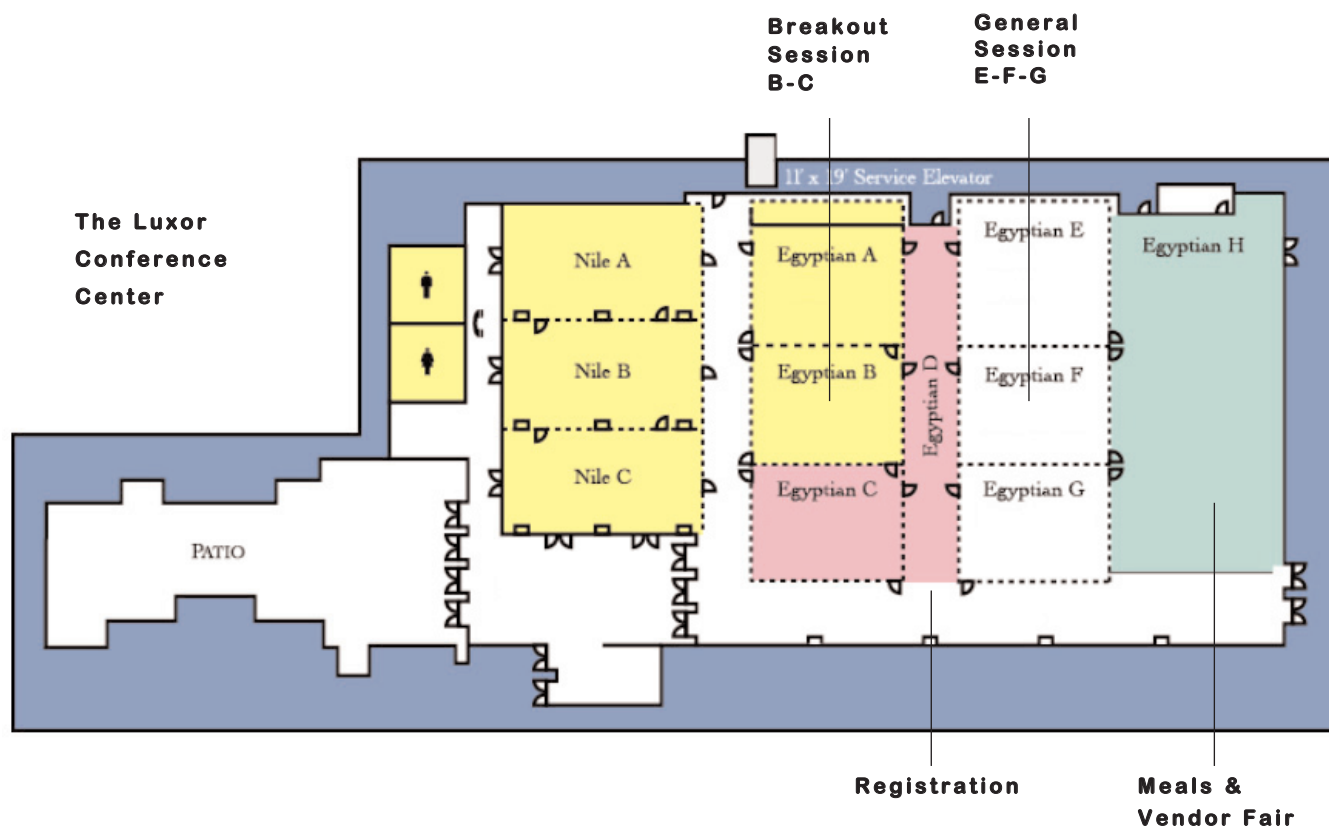 Breakout
Session
B-C
General
Session
E-F-G
11' x 19' Service Elevator
The Luxor
Conference
Center
Nile A
Nile B
Nile C
Egyptian A
Egyptian B
Egyptian C
Egyptian D
Egyptian E
Egyptian F
Egyptian G
Egyptian H
PATIO
Registration
Meals &
Vendor Fair